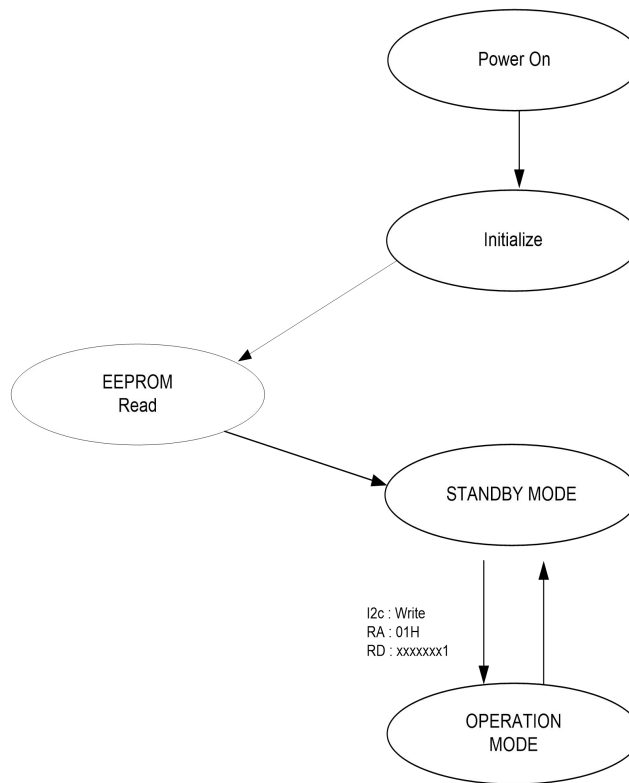 Power On
Initialize
EEPROM
Read
STANDBY MODE
I2c : Write
RA : 01H
RD : xxxxxxx1
OPERATION
MODE